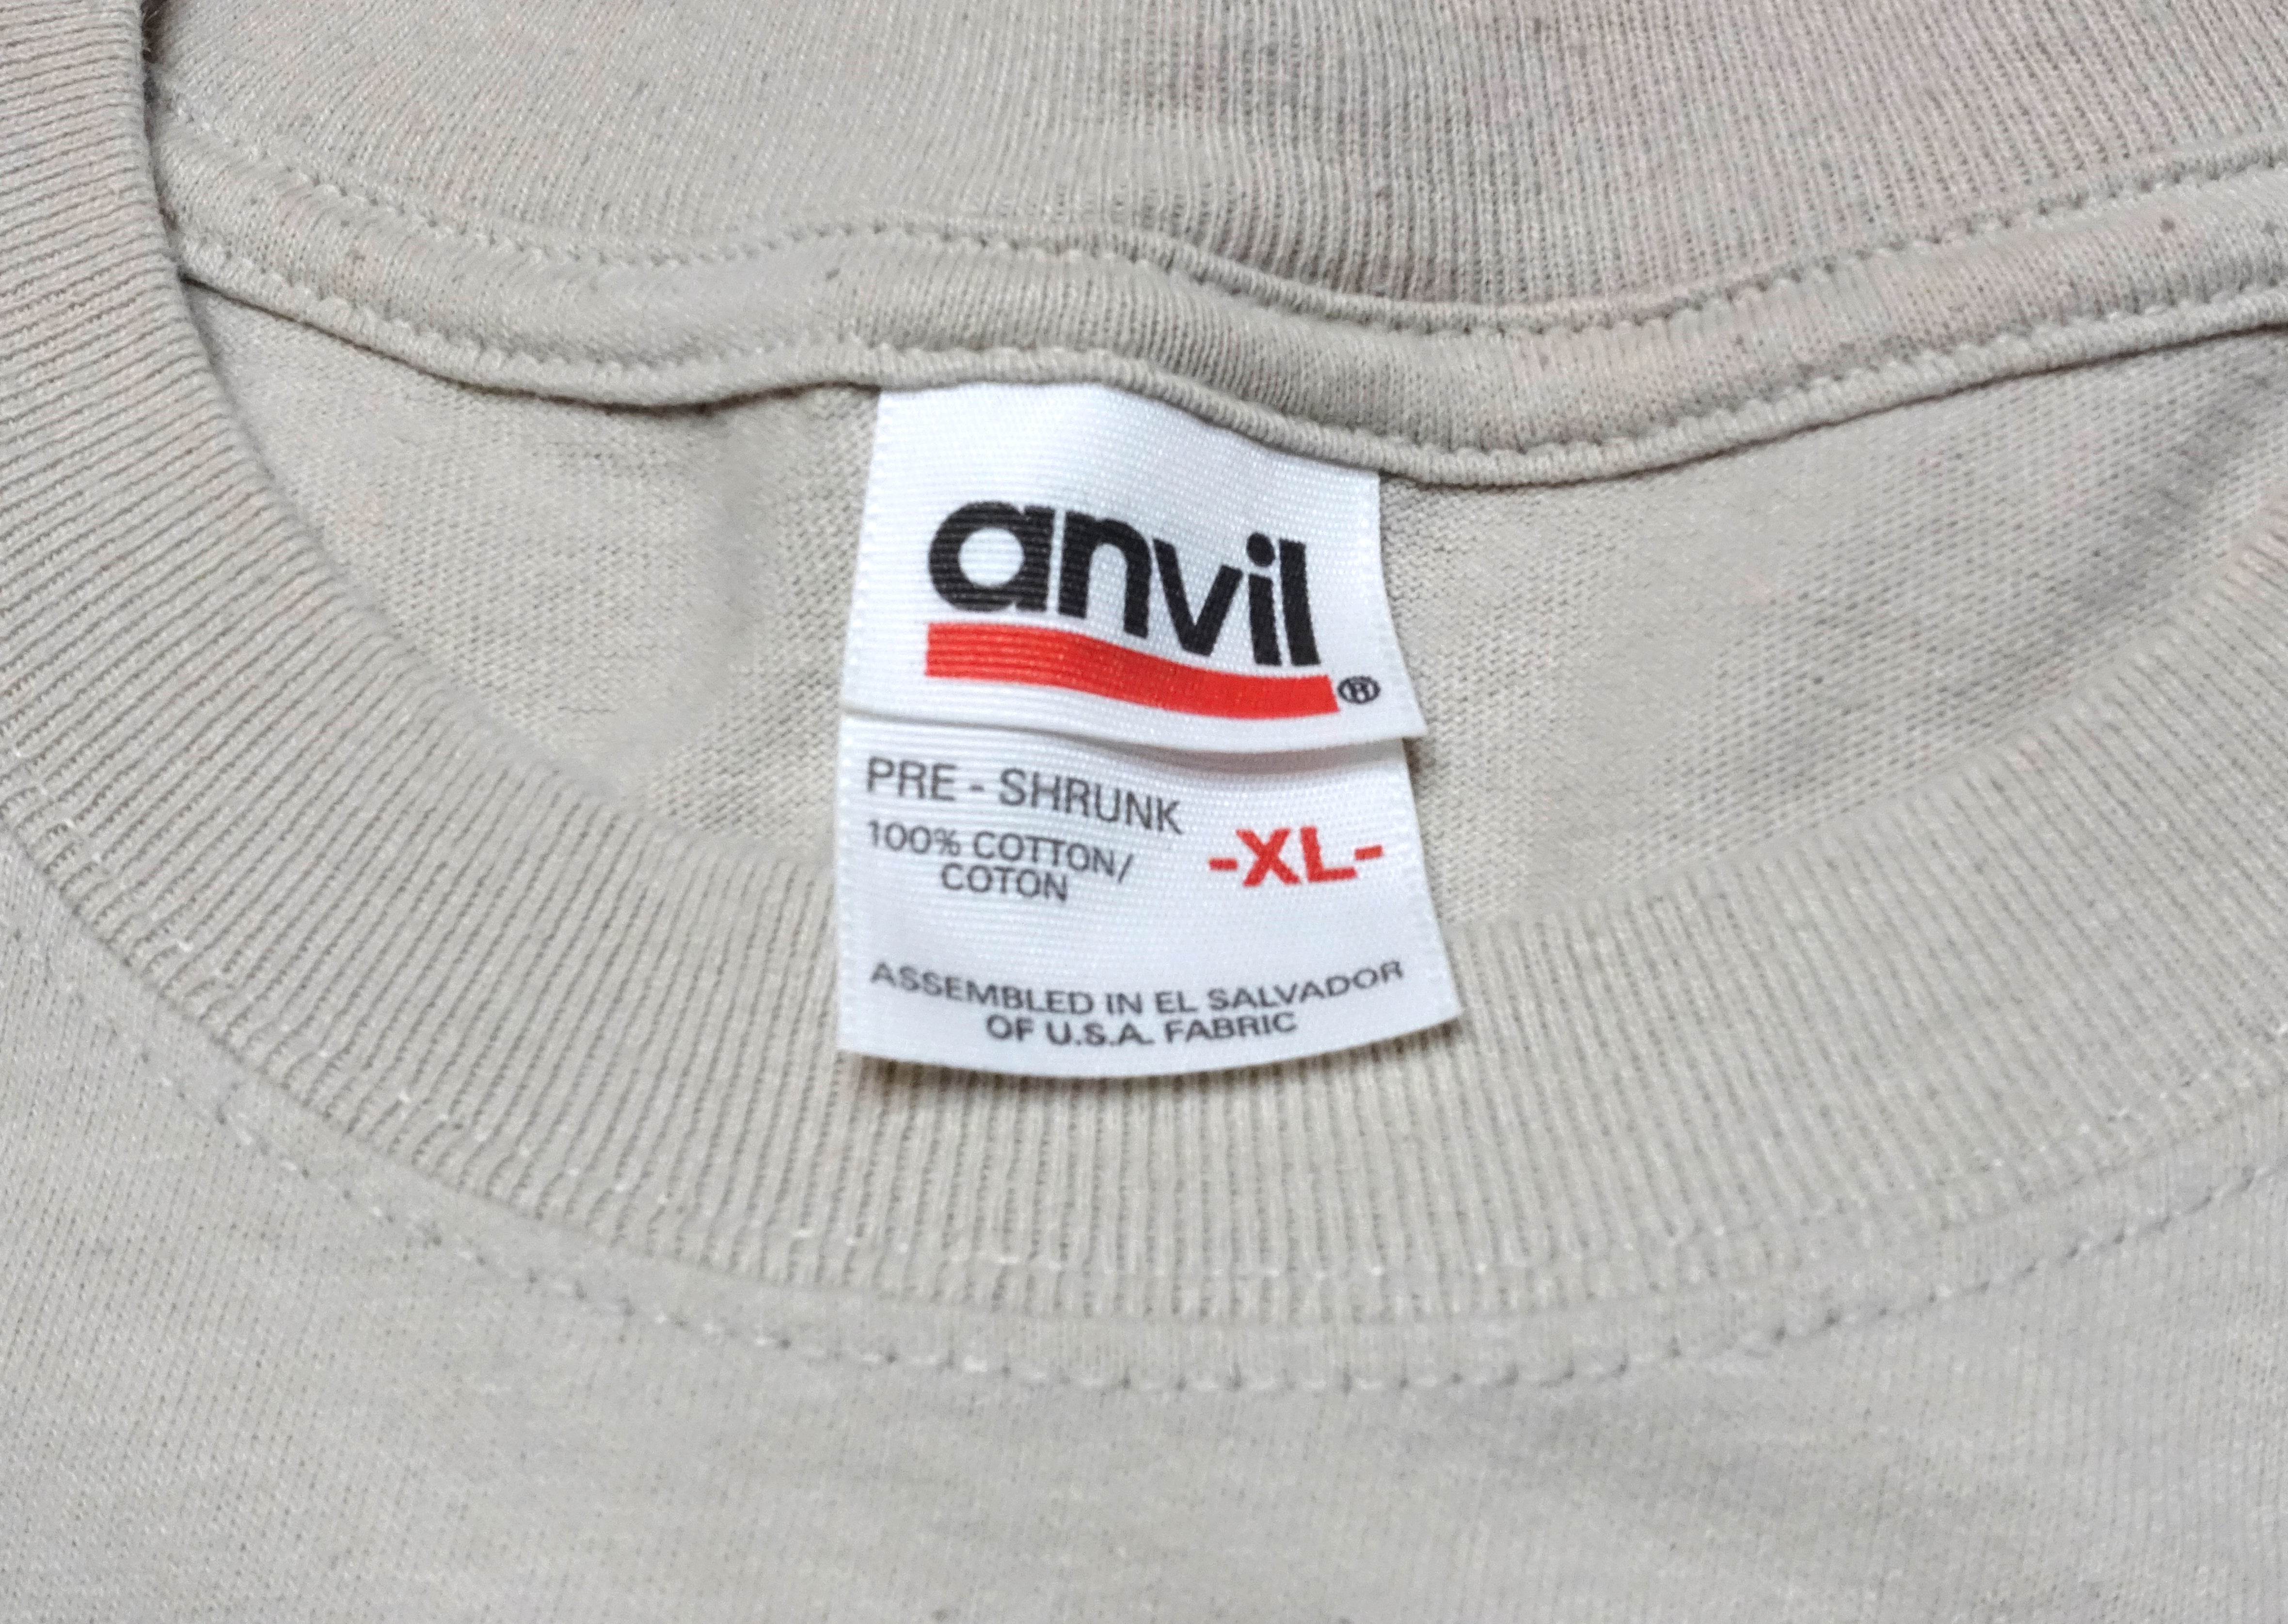 anvil®
PRE - SHRUNK
100% COTTON/
COTON
-XL-
ASSEMBLED IN EL SALVADOR
OF U.S.A. FABRIC